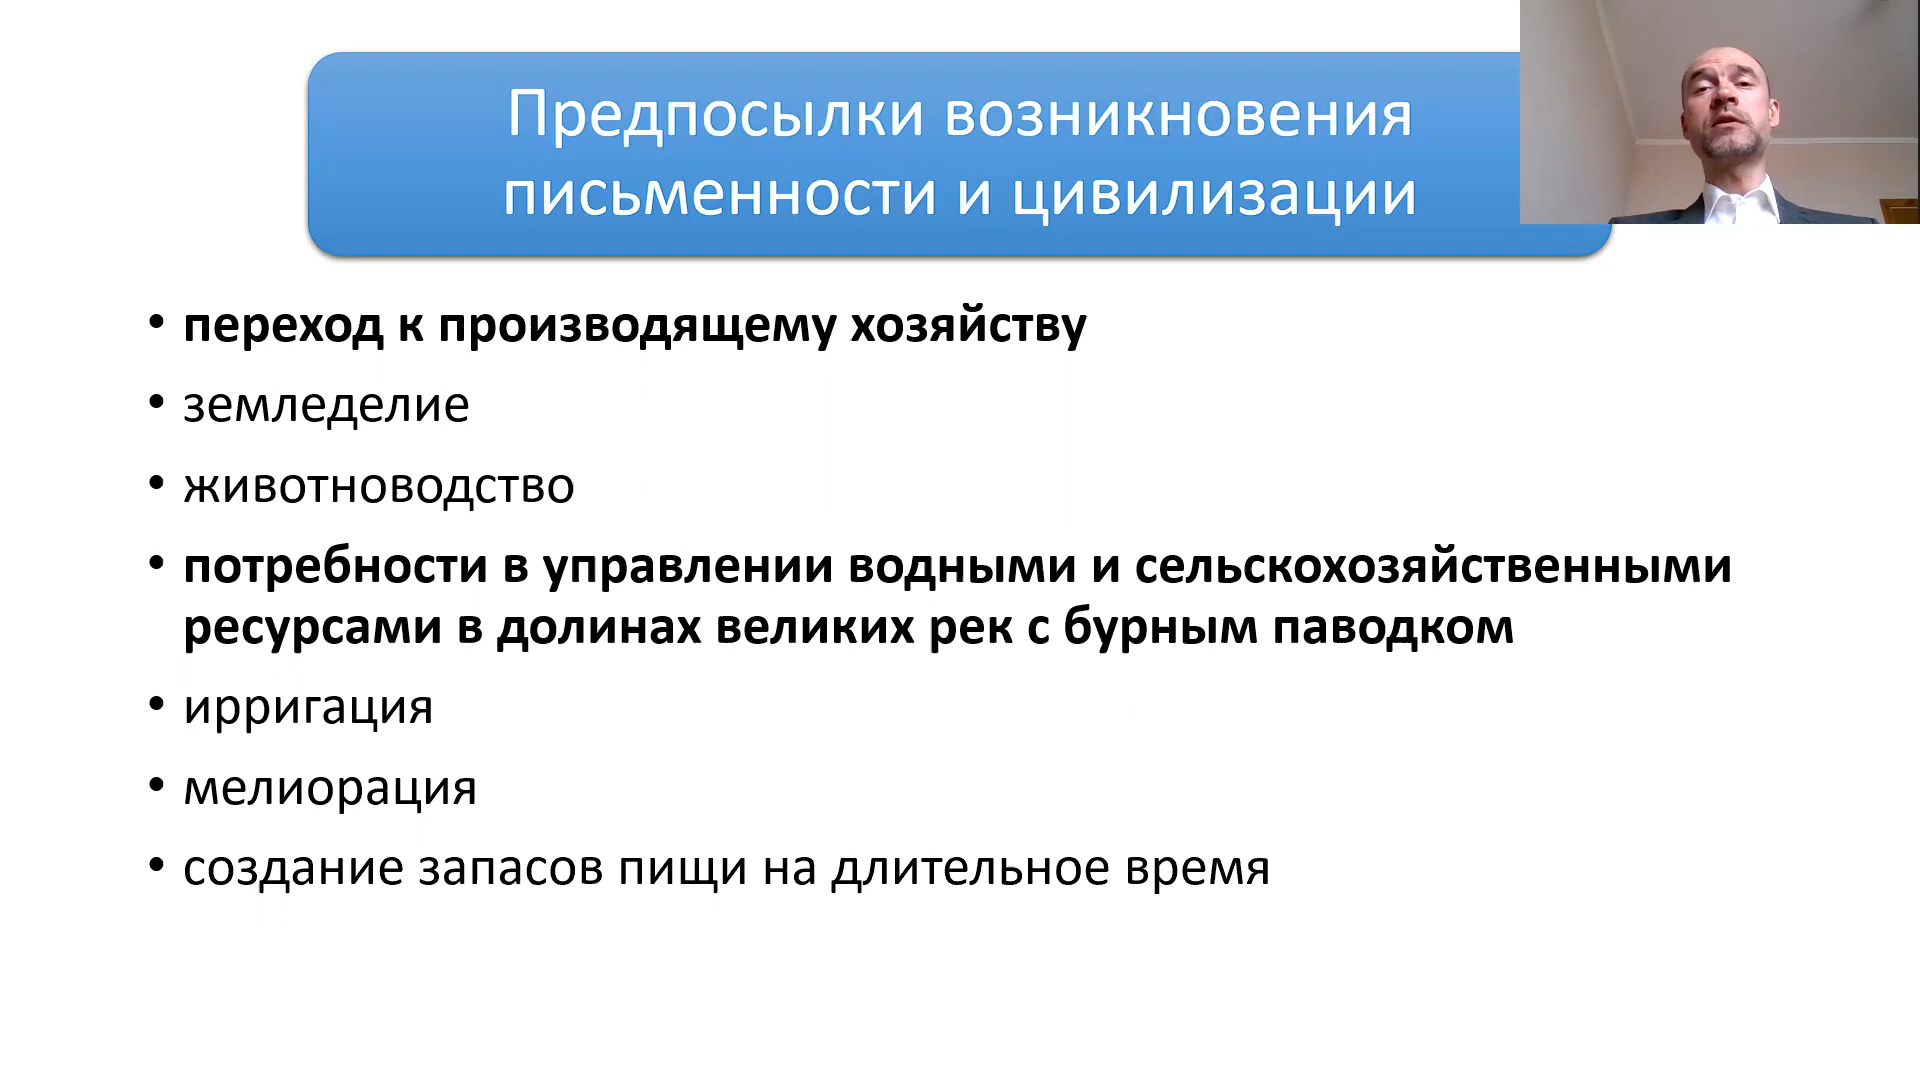 Предпосылки возникновения
письменности и цивилизации
• переход к производящему хозяйству
• земледелие
• животноводство
• потребности в управлении водными и сельскохозяйственными
ресурсами в долинах великих рек с бурным паводком
• ирригация
• мелиорация
• создание запасов пищи на длительное время